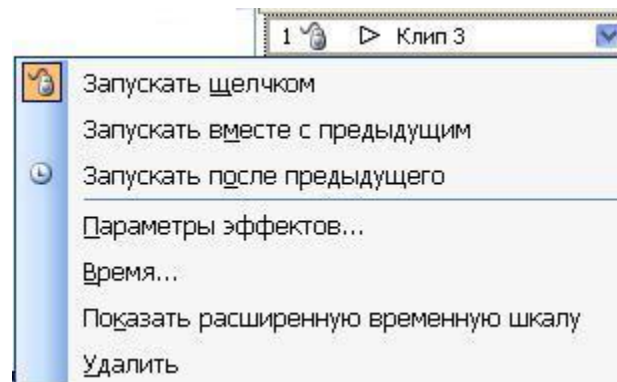 1 Клип 3
Запускать щелчком
Запускать вместе с предыдущим
Запускать после предыдущего
Параметры эффектов...
Время...
Показать расширенную временную шкалу
Удалить